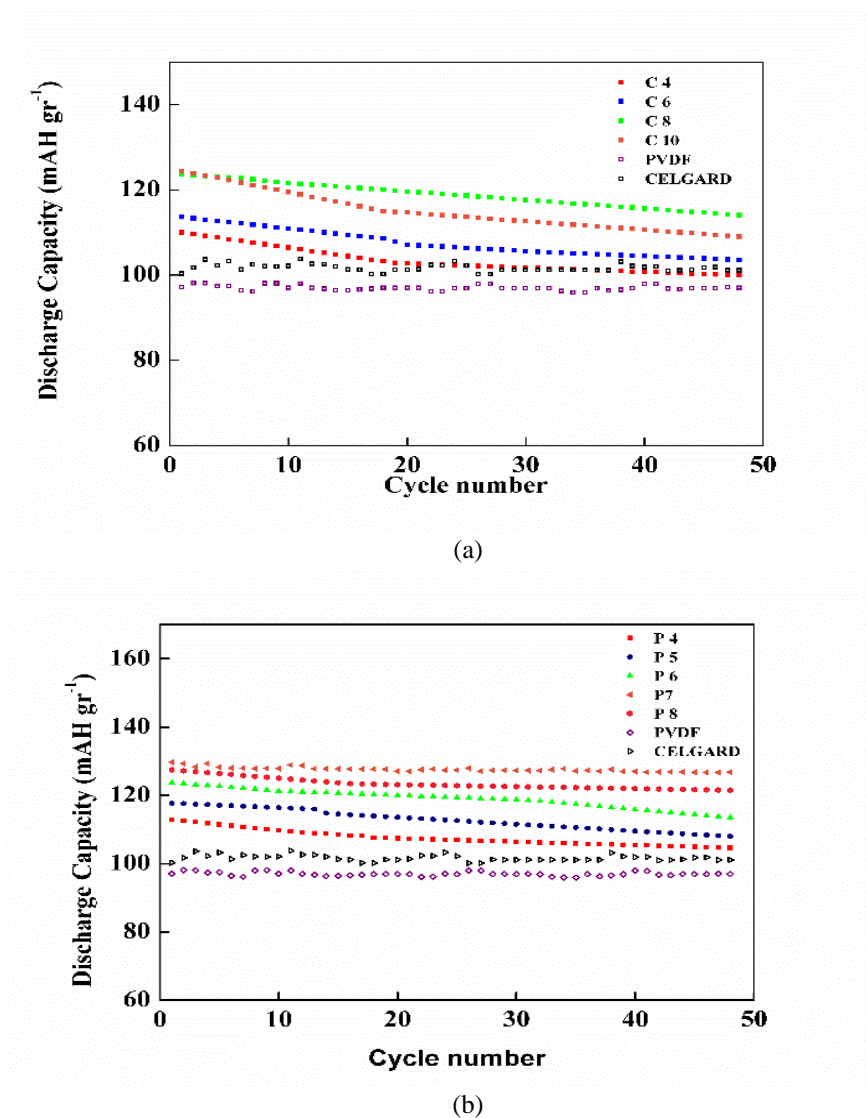 C 4
C 6
C 8
C 10
PVDF
CELGARD
Discharge Capacity (mAH gr⁻¹)
140
120
100
80
60
0 10 20 30 40 50
Cycle number
(a)
P 4
P 5
P 6
P7
P 8
PVDF
CELGARD
Discharge Capacity (mAH gr⁻¹)
160
140
120
100
80
60
0 10 20 30 40 50
Cycle number
(b)